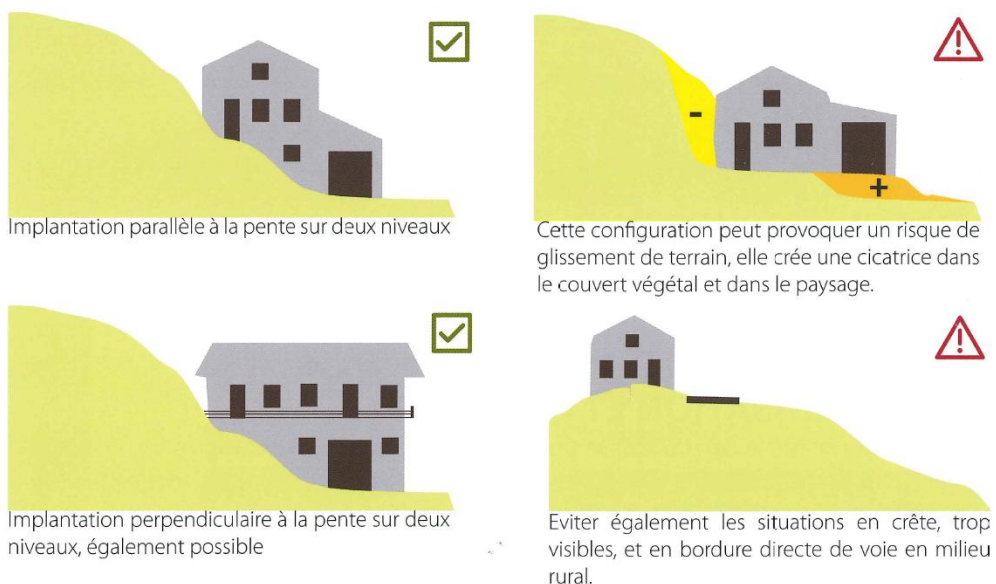 Implantation parallèle à la pente sur deux niveaux
-
+
Cette configuration peut provoquer un risque de
glissement de terrain, elle crée une cicatrice dans
le couvert végétal et dans le paysage.
Implantation perpendiculaire à la pente sur deux
niveaux, également possible
Eviter également les situations en crête, trop
visibles, et en bordure directe de voie en milieu
rural.